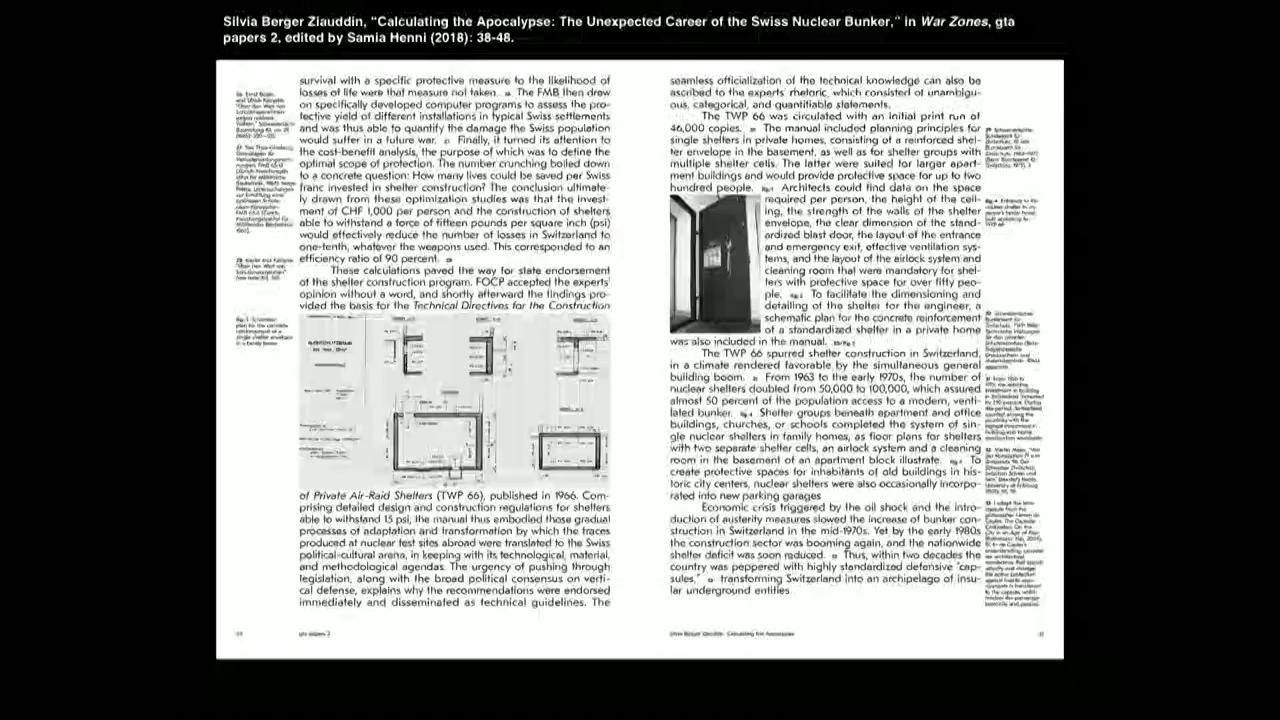 Silvia Berger Ziauddin, “Calculating the Apocalypse: The Unexpected Career of the Swiss Nuclear Bunker,” in War Zones, gta
papers 2, edited by Samia Henni (2018): 38-48.
survival with a specific protective measure to the likelihood of
losses of life were that measure not taken. The FMB then drew
on specifically developed computer programs to assess the pro-
tective yield of different installations in typical Swiss settlements
and was thus able to quantify the damage the Swiss population
would suffer in a future war. Finally, it turned its attention to
the cost-benefit analysis, the purpose of which was to define the
optimal scope of protection. The number crunching boiled down
to a concrete question: How many lives could be saved per Swiss
franc invested in shelter construction? The conclusion ultimate-
ly drawn from these optimization studies was that the invest-
ment of CHF 1,000 per person and the construction of shelters
able to withstand a force of fifteen pounds per square inch (psi)
would effectively reduce the number of losses in Switzerland to
one-tenth, whatever the weapons used. This corresponded to an
efficiency ratio of 90 percent.
These calculations paved the way for state endorsement
of the shelter construction program. FOCP accepted the experts’
opinion without a word, and shortly afterward the findings pro-
vided the basis for the Technical Directives for the Construction
of Private Air-Raid Shelters (TWP 66), published in 1966. Com-
prising detailed design and construction regulations for shelters
able to withstand 15 psi, the manual thus embodied those gradual
processes of adaptation and transformation by which the traces
produced at nuclear test sites abroad were translated to the Swiss
political-cultural arena, in keeping with its technological, material,
and methodological agendas. The urgency of pushing through
legislation, along with the broad political consensus on verti-
cal defense, explain why the recommendations were endorsed
immediately and disseminated as technical guidelines. The
gta papers 2
seamless officialization of the technical knowledge can also be
ascribed to the experts’ rhetoric, which consisted of unambigu-
ous, categorical, and quantifiable statements.
The TWP 66 was circulated with an initial print run of
46,000 copies. The manual included planning principles for
single shelters in private homes, consisting of a reinforced shel-
ter envelope in the basement, as well as for shelter groups with
multiple shelter cells. The latter were suited for larger apart-
ment buildings and would provide protective space for up to two
hundred people. Architects could find data on the space
required per person, the height of the ceil-
ing, the strength of the walls of the shelter
envelope, the clear dimension of the stand-
ardized blast door, the layout of the entrance
and emergency exit, effective ventilation sys-
tems, and the layout of the airlock system and
cleaning room that were mandatory for shel-
ters with protective space for over fifty peo-
ple. To facilitate the dimensioning and
detailing of the shelter for the engineer, a
schematic plan for the concrete reinforcement
of a standardized shelter in a private home
was also included in the manual.
The TWP 66 spurred shelter construction in Switzerland,
in a climate rendered favorable by the simultaneous general
building boom. From 1963 to the early 1970s, the number of
nuclear shelters doubled from 50,000 to 100,000, which assured
almost 50 percent of the population access to a modern, venti-
lated bunker. Shelter groups beneath apartment and office
buildings, churches, or schools completed the system of sin-
gle nuclear shelters in family homes, as floor plans for shelters
with two separate shelter cells, an airlock system and a cleaning
room in the basement of an apartment block illustrate. To
create protective spaces for inhabitants of old buildings in his-
toric city centers, nuclear shelters were also occasionally incorpo-
rated into new parking garages
Economic crisis triggered by the oil shock and the intro-
duction of austerity measures slowed the increase of bunker con-
struction in Switzerland in the mid-1970s. Yet by the early 1980s
the construction sector was booming again, and the nationwide
shelter deficit was soon reduced. Thus, within two decades the
country was peppered with highly standardized defensive “cap-
sules,” transforming Switzerland into an archipelago of insu-
lar underground entities
Silvia Berger Ziauddin Calculating the Apocalypse